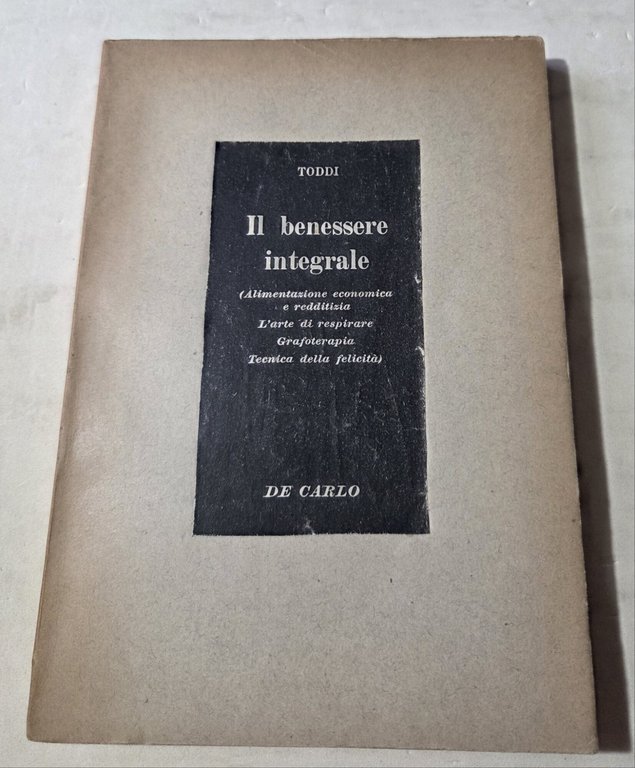 TODDI
Il benessere
integrale
(Alimentazione economica
e redditizia
L'arte di respirare
Grafoterapia
Tecnica della felicità)
DE CARLO